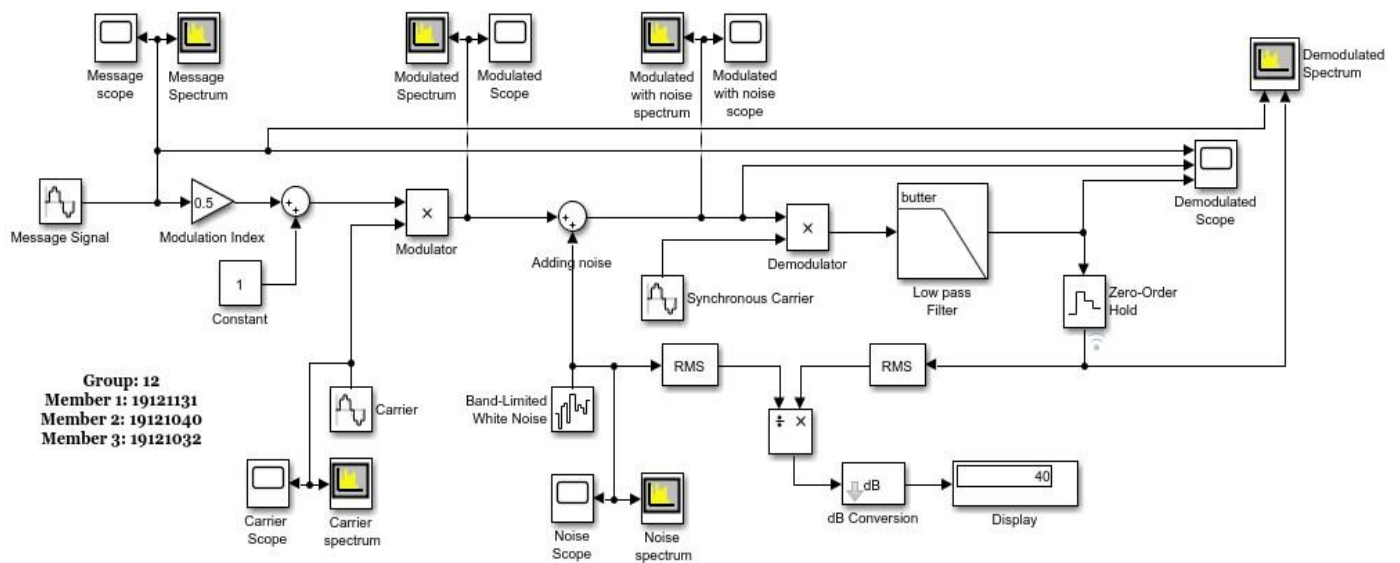 Message
scope
Message
Spectrum
Modulated
Spectrum
Modulated
Scope
Modulated
with noise
spectrum
Modulated
with noise
scope
Demodulated
Spectrum
Message Signal
0.5
Modulation Index
+
+
1
Constant
×
Modulator
+
+
Adding noise
×
Demodulator
Synchronous Carrier
butter
Low pass
Filter
Demodulated
Scope
Zero-Order
Hold
Group: 12
Member 1: 19121131
Member 2: 19121040
Member 3: 19121032
Carrier
Carrier
Scope
Carrier
spectrum
Band-Limited
White Noise
RMS
RMS
÷ ×
dB
dB Conversion
40
Display
Noise
Scope
Noise
spectrum